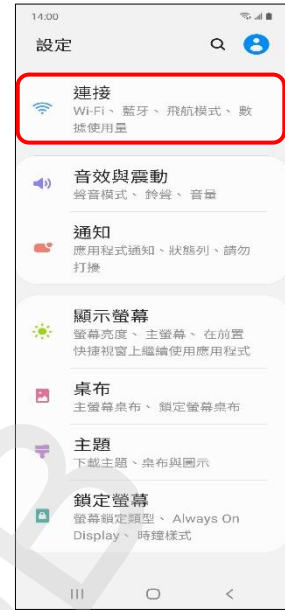 14:00
設定
連接
Wi-Fi、 藍牙、 飛航模式、 數
據使用量
音效與震動
聲音模式、 鈴聲、 音量
通知
應用程式通知、狀態列、請勿
打擾
顯示螢幕
螢幕亮度、 主螢幕、 在前置
快捷視窗上繼續使用應用程式
桌布
主螢幕桌布、 鎖定螢幕桌布
主題
下載主題、桌布與圖示
鎖定螢幕
螢幕鎖定類型、 Always On
Display、 時鐘樣式